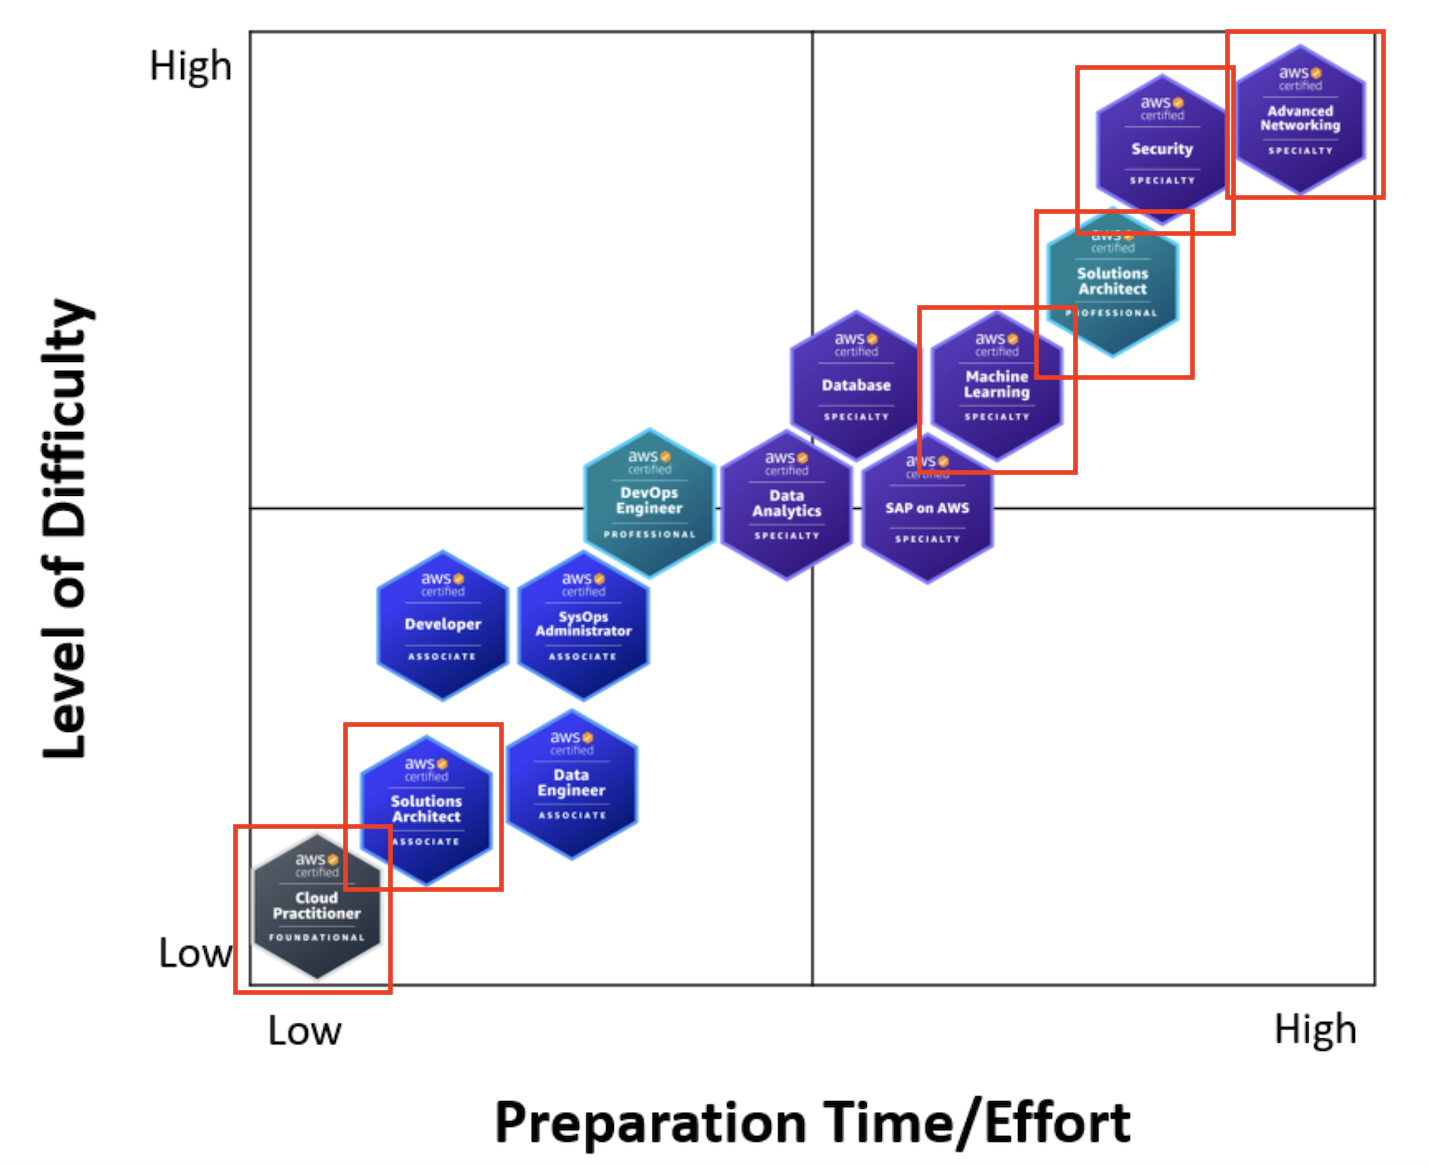 High
aws
certified
Advanced
Networking
SPECIALTY
aws
certified
Security
SPECIALTY
aws
certified
Solutions
Architect
PROFESSIONAL
aws
certified
Database
SPECIALTY
aws
certified
Machine
Learning
SPECIALTY
aws
certified
DevOps
Engineer
PROFESSIONAL
aws
certified
Data
Analytics
SPECIALTY
aws
certified
SAP on AWS
SPECIALTY
aws
certified
Developer
ASSOCIATE
aws
certified
SysOps
Administrator
ASSOCIATE
aws
certified
Solutions
Architect
ASSOCIATE
aws
certified
Data
Engineer
ASSOCIATE
aws
certified
Cloud
Practitioner
FOUNDATIONAL
Level of Difficulty
Low
Low
High
Preparation Time/Effort